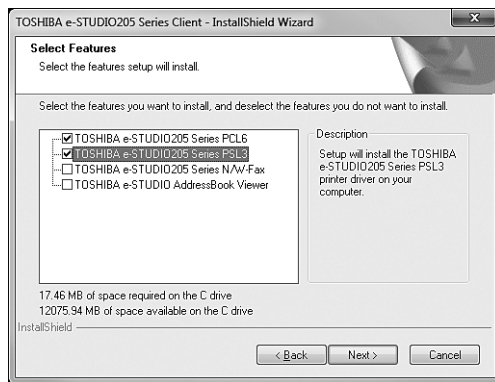 TOSHIBA e-STUDIO205 Series Client - InstallShield Wizard
X
Select Features
Select the features setup will install.
Select the features you want to install, and deselect the features you do not want to install.
TOSHIBA e-STUDIO205 Series PCL6
TOSHIBA e-STUDIO205 Series PSL3
TOSHIBA e-STUDIO205 Series N/W-Fax
TOSHIBA e-STUDIO AddressBook Viewer
Description
Setup will install the TOSHIBA
e-STUDIO205 Series PSL3
printer driver on your
computer.
17.46 MB of space required on the C drive
12075.94 MB of space available on the C drive
InstallShield
< Back
Next >
Cancel